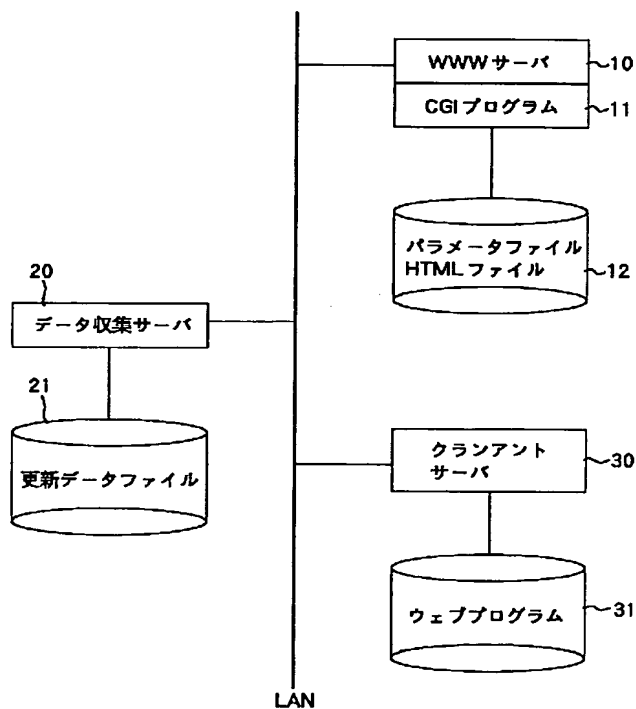 WWWサーバ
10
CGIプログラム
11
パラメータファイル
HTMLファイル
12
20
データ収集サーバ
21
更新データファイル
クランアント
サーバ
30
ウェブプログラム
31
LAN